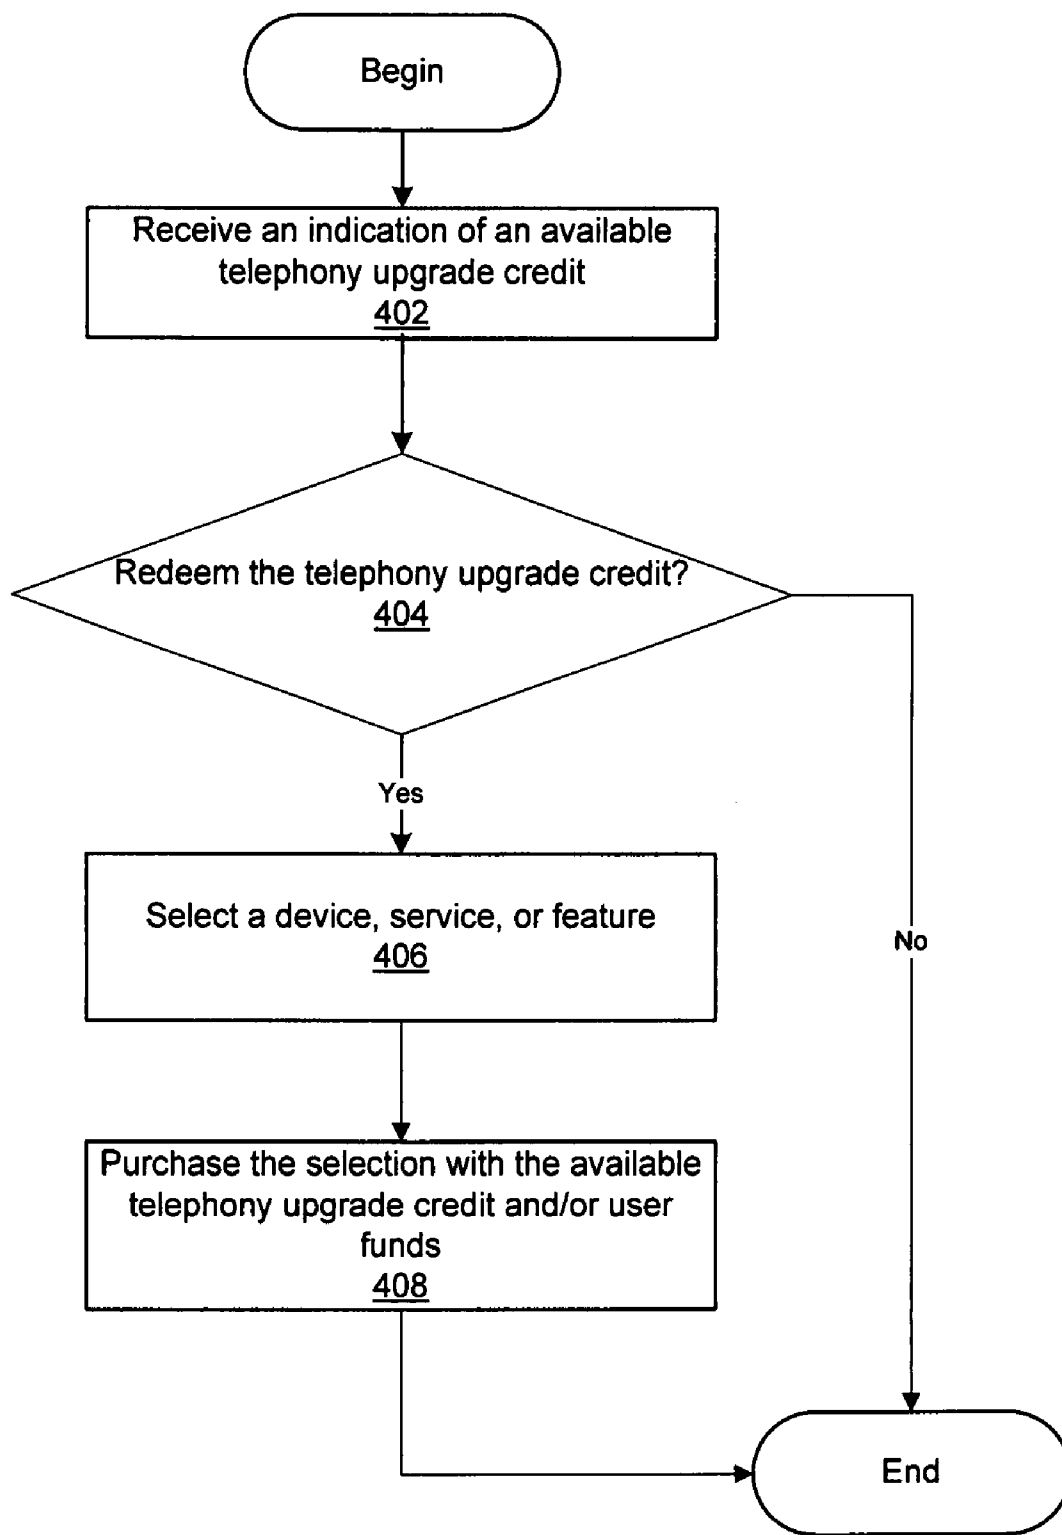 Begin
Receive an indication of an available
telephony upgrade credit
402
Redeem the telephony upgrade credit?
404
Yes
Select a device, service, or feature
406
No
Purchase the selection with the available
telephony upgrade credit and/or user
funds
408
End